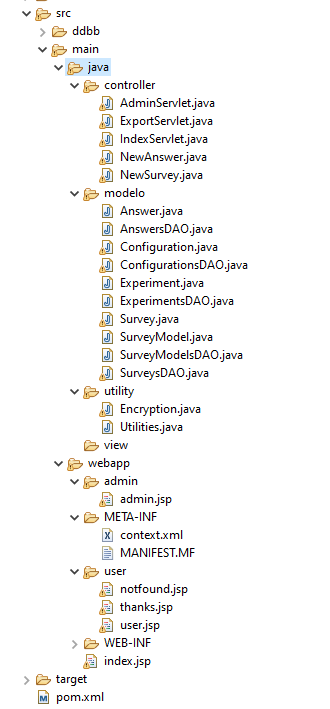 src
ddbb
main
java
controller
AdminServlet.java
ExportServlet.java
IndexServlet.java
NewAnswer.java
NewSurvey.java
modelo
Answer.java
AnswersDAO.java
Configuration.java
ConfigurationsDAO.java
Experiment.java
ExperimentsDAO.java
Survey.java
SurveyModel.java
SurveyModelsDAO.java
SurveysDAO.java
utility
Encryption.java
Utilities.java
view
webapp
admin
admin.jsp
META-INF
context.xml
MANIFEST.MF
user
notfound.jsp
thanks.jsp
user.jsp
WEB-INF
index.jsp
target
pom.xml